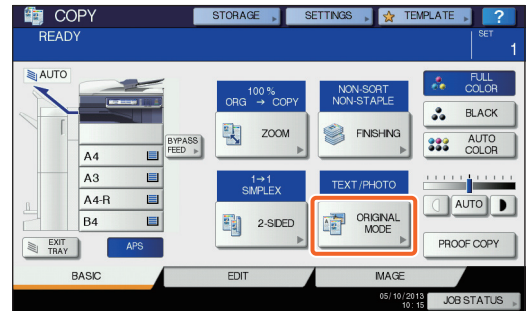 COPY
STORAGE
SETTINGS
TEMPLATE
?
READY
SET
1
AUTO
100 %
ORG → COPY
NON-SORT
NON-STAPLE
FULL
COLOR
ZOOM
FINISHING
BLACK
BYPASS
FEED
AUTO
COLOR
A4
A3
A4-R
B4
1→1
SIMPLEX
TEXT/PHOTO
2-SIDED
ORIGINAL
MODE
AUTO
EXIT
TRAY
APS
PROOF COPY
BASIC
EDIT
IMAGE
05/10/2013
10:15
JOB STATUS